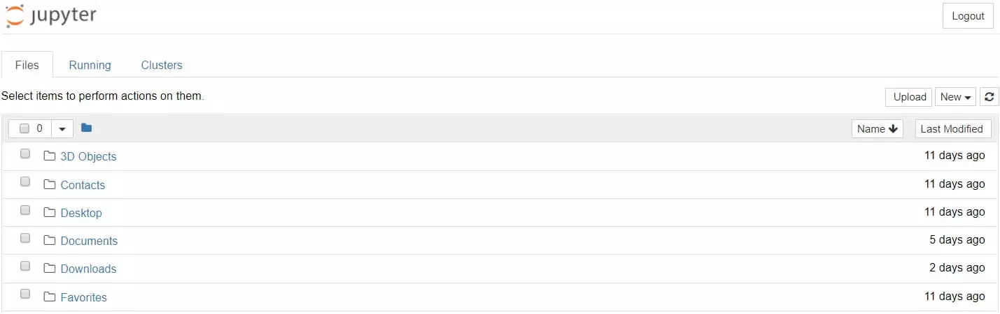 jupyter Logout
Files Running Clusters
Select items to perform actions on them. Upload New
0 Name Last Modified
3D Objects 11 days ago
Contacts 11 days ago
Desktop 11 days ago
Documents 5 days ago
Downloads 2 days ago
Favorites 11 days ago